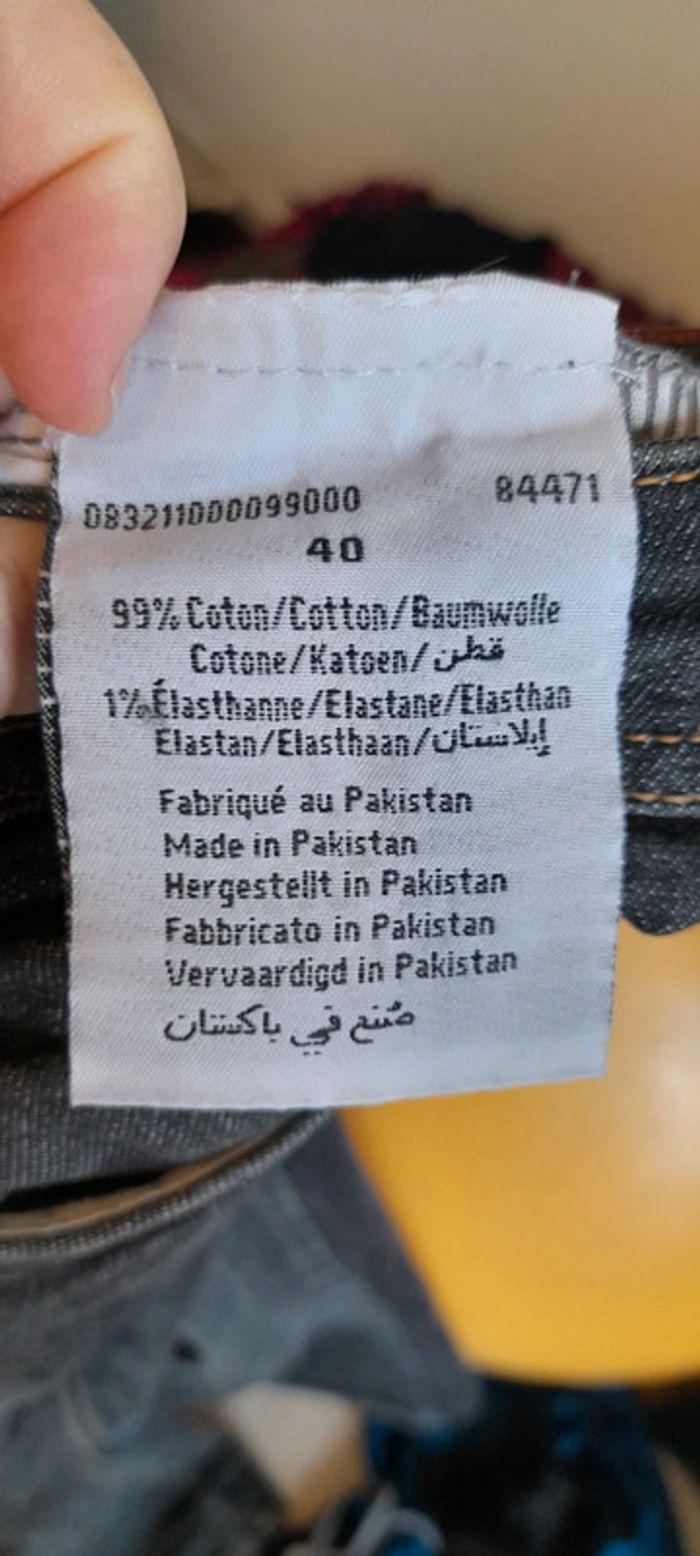 083211000099000 84471
40
99% Coton/Cotton/Baumwolle
Cotone/Katoen/قطن
1% Élasthanne/Elastane/Elasthan
Elastan/Elasthaan/إيلاستان
Fabriqué au Pakistan
Made in Pakistan
Hergestellt in Pakistan
Fabbricato in Pakistan
Vervaardigd in Pakistan
صُنع في باكستان